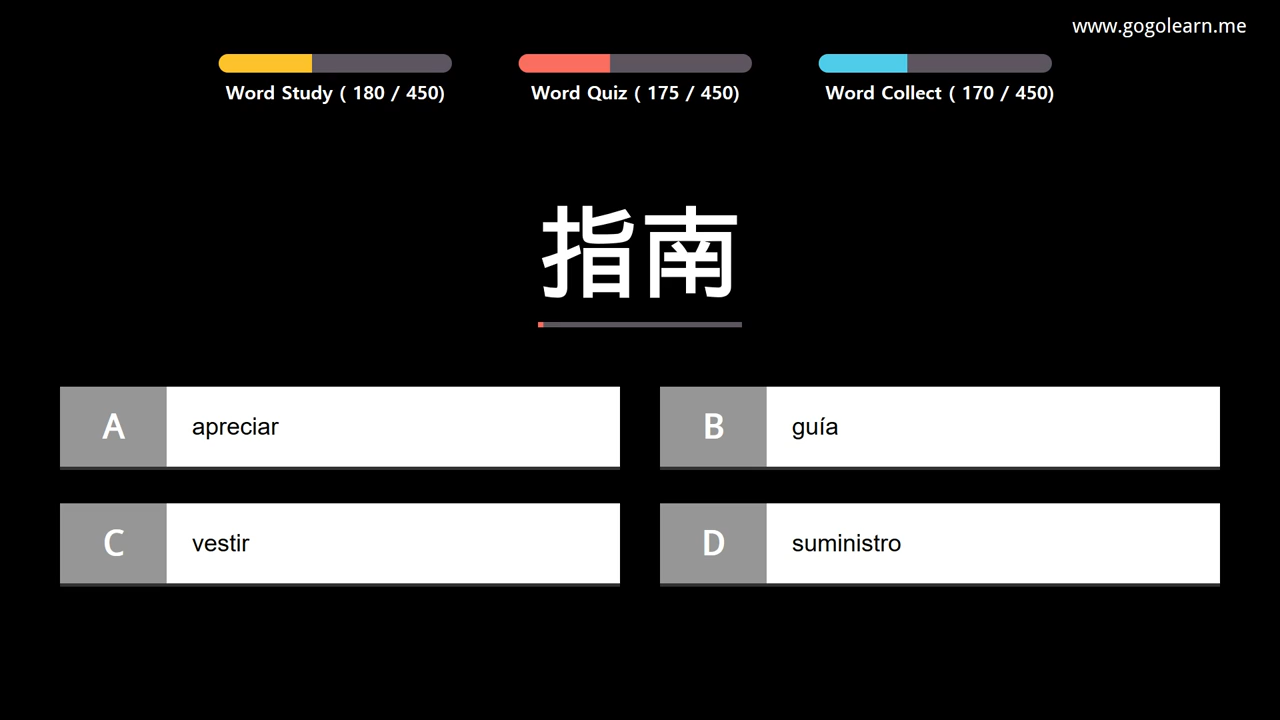 www.gogolearn.me
Word Study ( 180 / 450)
Word Quiz ( 175 / 450)
Word Collect ( 170 / 450)
指南
A apreciar
B guía
C vestir
D suministro